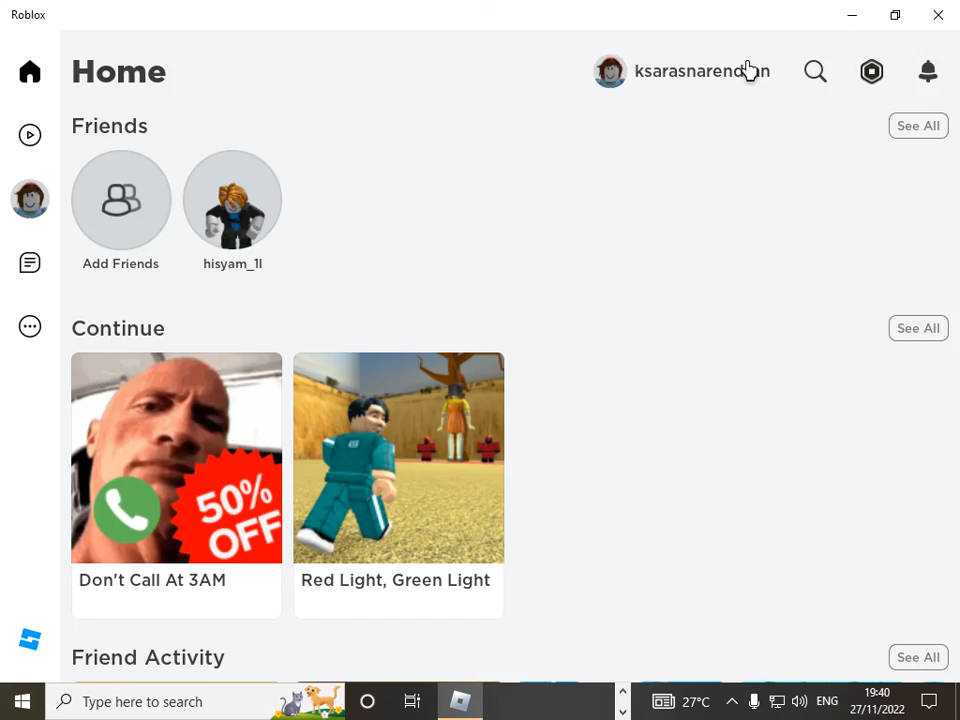 Roblox
Home
ksarasnarendran
Friends
See All
Add Friends
hisyam_1l
Continue
See All
50%
OFF
Don't Call At 3AM
Red Light, Green Light
Friend Activity
See All
Type here to search
27°C
ENG
19:40
27/11/2022